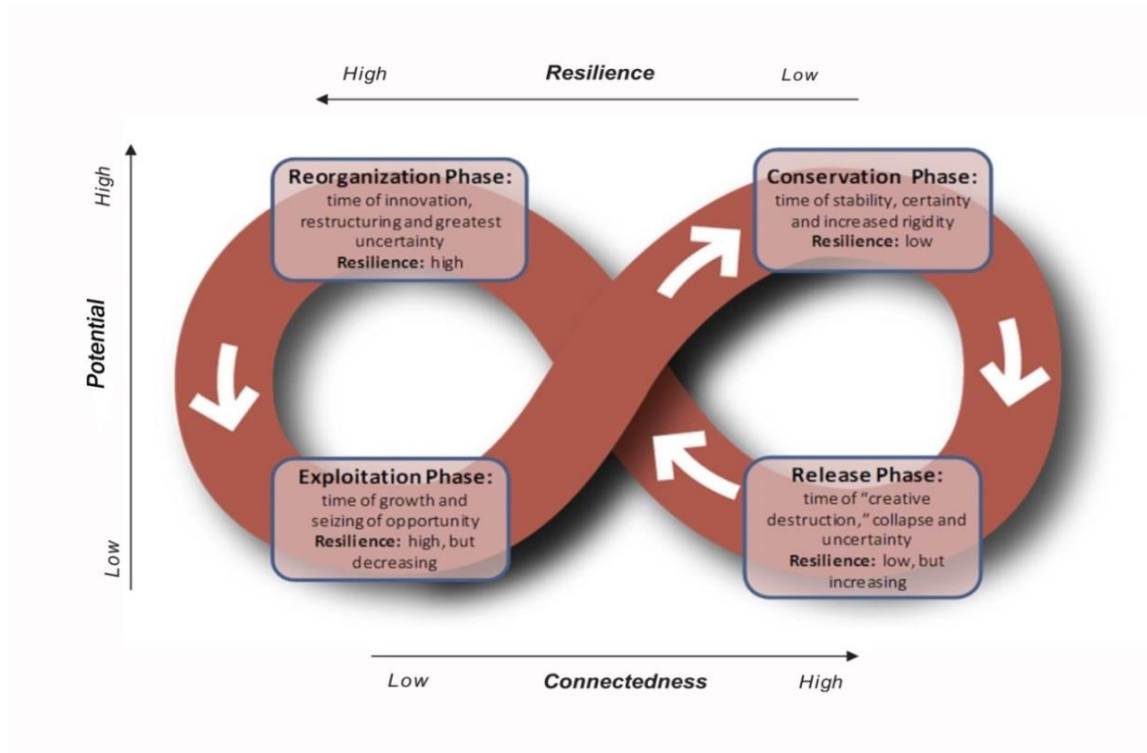 High Resilience Low
Reorganization Phase:
time of innovation,
restructuring and greatest
uncertainty
Resilience: high
Conservation Phase:
time of stability, certainty
and increased rigidity
Resilience: low
High
Potential
Low
Exploitation Phase:
time of growth and
seizing of opportunity
Resilience: high, but
decreasing
Release Phase:
time of “creative
destruction,” collapse and
uncertainty
Resilience: low, but
increasing
Low Connectedness High